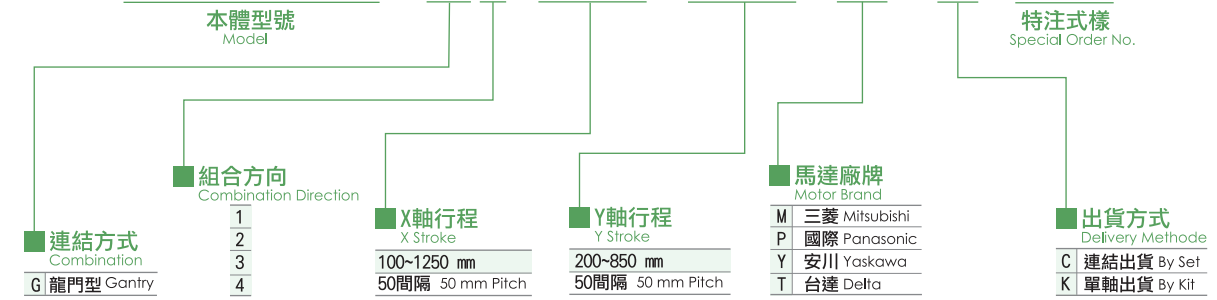 本體型號
Model
特注式樣
Special Order No.
連結方式
Combination
G 龍門型 Gantry
組合方向
Combination Direction
1
2
3
4
X軸行程
X Stroke
100~1250 mm
50間隔 50 mm Pitch
Y軸行程
Y Stroke
200~850 mm
50間隔 50 mm Pitch
馬達廠牌
Motor Brand
M 三菱 Mitsubishi
P 國際 Panasonic
Y 安川 Yaskawa
T 台達 Delta
出貨方式
Delivery Methode
C 連結出貨 By Set
K 單軸出貨 By Kit